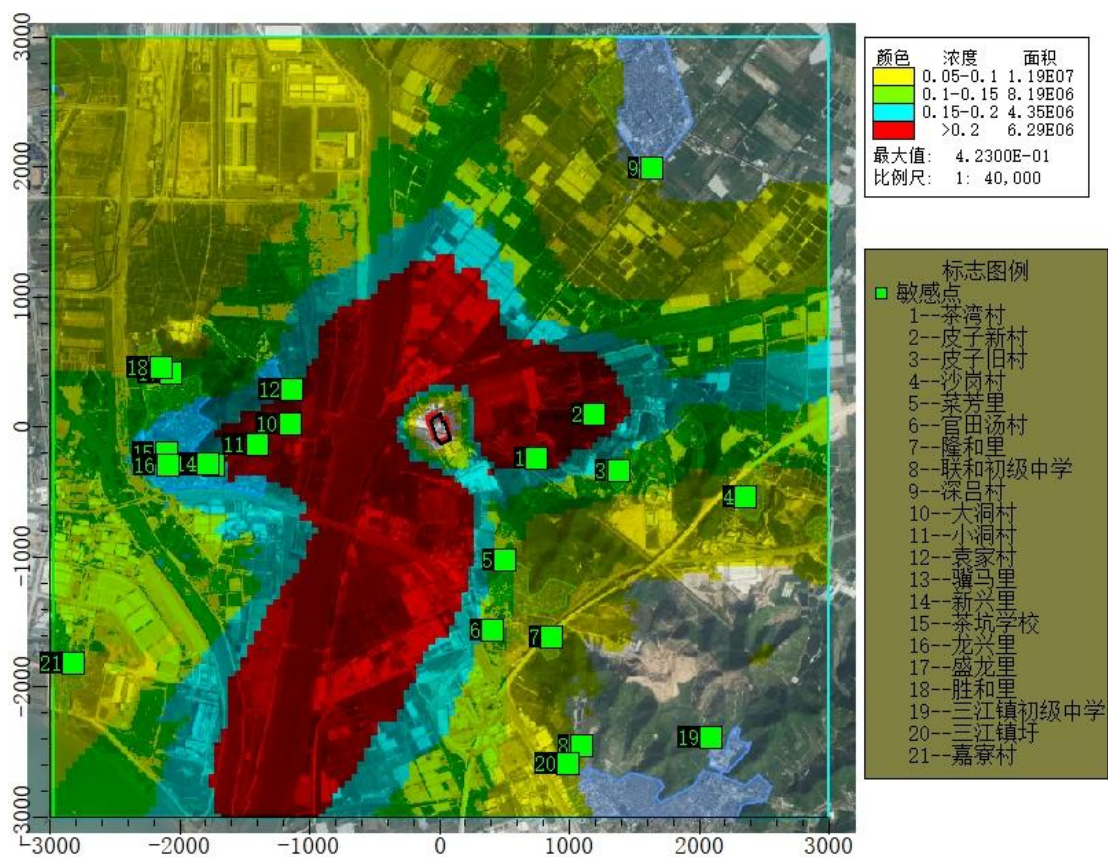 颜色 浓度 面积
0.05-0.1 1.19E07
0.1-0.15 8.19E06
0.15-0.2 4.35E06
>0.2 6.29E06
最大值: 4.2300E-01
比例尺: 1: 40,000
标志图例
敏感点
1--茶湾村
2--皮子新村
3--皮子旧村
4--沙岗村
5--菜芳里
6--官田汤村
7--隆和里
8--联和初级中学
9--深吕村
10--大洞村
11--小洞村
12--袁家村
13--骥马里
14--新兴里
15--茶坑学校
16--龙兴里
17--盛龙里
18--胜和里
19--三江镇初级中学
20--三江镇圩
21--嘉寮村
3000
2000
1000
0
-1000
-2000
-3000
-3000 -2000 -1000 0 1000 2000 3000
9
18
12
10
2
11
15
16
14
1
3
4
5
6
7
21
19
8
20